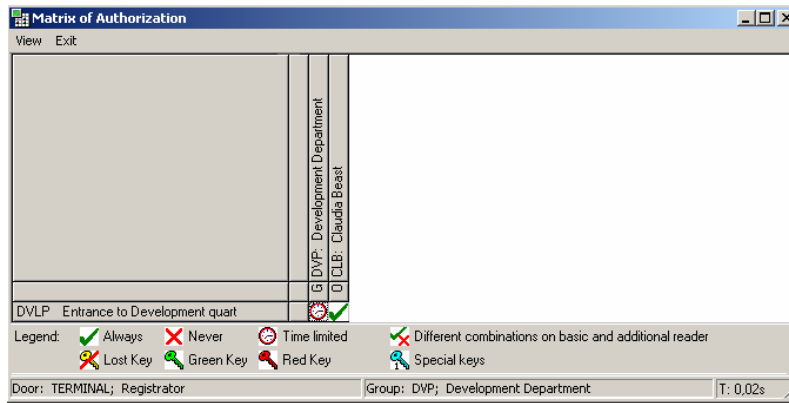 Matrix of Authorization
View Exit
G DVP: Development Department
O CLB: Claudia Beast
DVLP Entrance to Development quart
Legend: Always Never Time limited Different combinations on basic and additional reader
Lost Key Green Key Red Key Special keys
Door: TERMINAL; Registrator Group: DVP; Development Department T: 0,02s